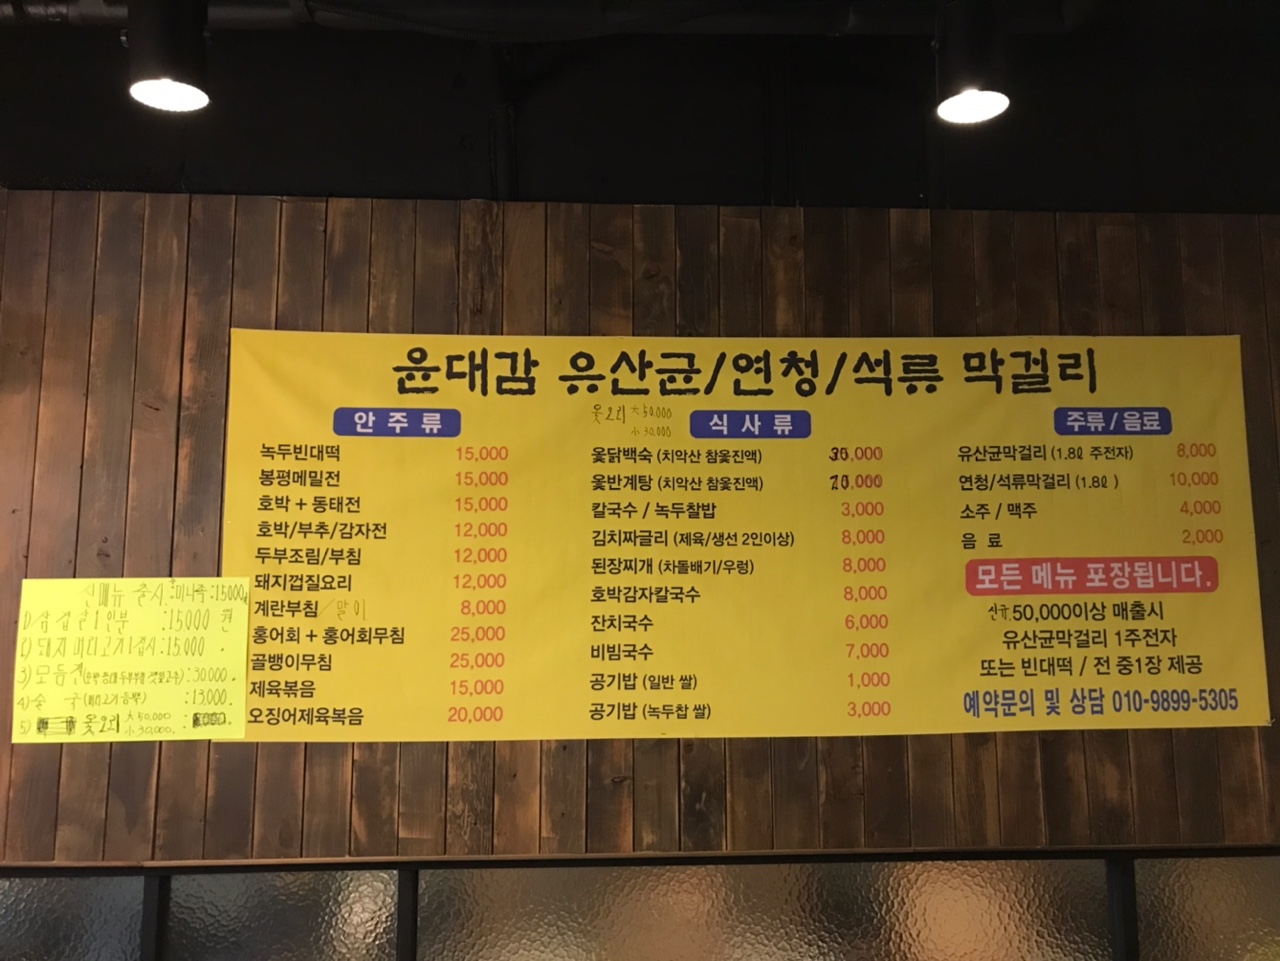 윤대감 유산균/연청/석류 막걸리
안주류
녹두빈대떡 15,000
봉평메밀전 15,000
호박 + 동태전 15,000
호박/부추/감자전 12,000
두부조림/부침 12,000
돼지껍질요리 12,000
계란부침/말이 8,000
홍어회 + 홍어회무침 25,000
골뱅이무침 25,000
제육볶음 15,000
오징어제육볶음 20,000
옻오리 大 50,000
小 30,000
식사류
옻닭백숙 (치악산 참옻진액) 35,000
옻반계탕 (치악산 참옻진액) ,000
칼국수 / 녹두찰밥 3,000
김치짜글리 (제육/생선 2인이상) 8,000
된장찌개 (차돌배기/우렁) 8,000
호박감자칼국수 8,000
잔치국수 6,000
비빔국수 7,000
공기밥 (일반 쌀) 1,000
공기밥 (녹두찹 쌀) 3,000
주류/음료
유산균막걸리 (1.8ℓ 주전자) 8,000
연청/석류막걸리 (1.8ℓ) 10,000
소주 / 맥주 4,000
음 료 2,000
모든 메뉴 포장됩니다.
50,000이상 매출시
유산균막걸리 1주전자
또는 빈대떡 / 전 중1장 제공
예약문의 및 상담 010-9899-5305
신메뉴 출시. 미니족:15000
1) 삼겹살 1인분 :15000 원
2) 돼지머리고기 1접시:15,000
3) 모듬전 :30,000
4) 술 국 :13,000
5) 옻오리 大 50,000
小 30,000